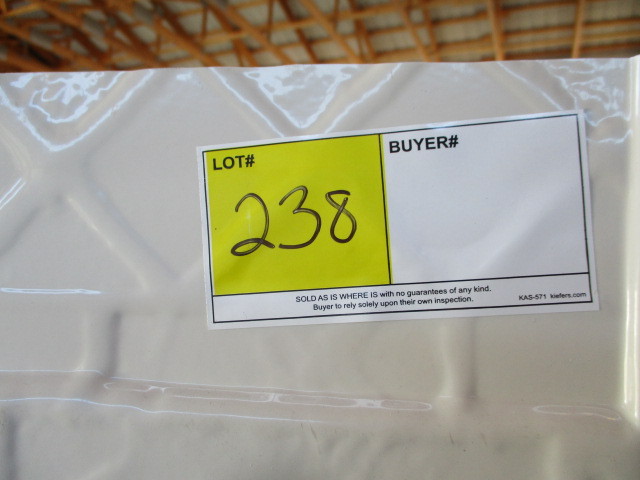 LOT#
BUYER#
238
SOLD AS IS WHERE IS with no guarantees of any kind.
Buyer to rely solely upon their own inspection.
KAS-571 kiefers.com